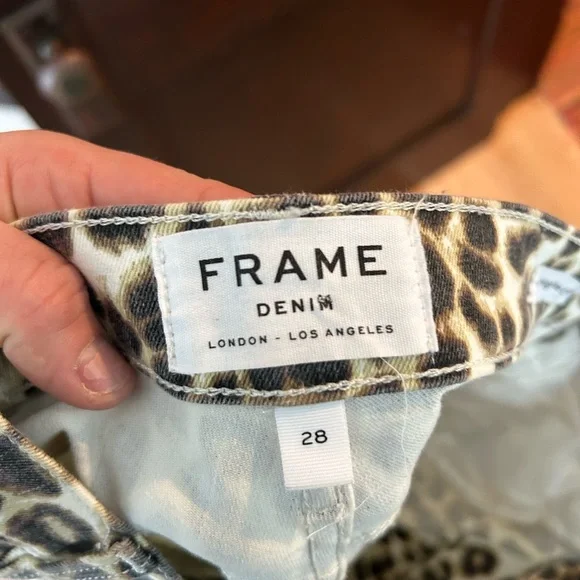 FRAME
DENIM
LONDON - LOS ANGELES
28